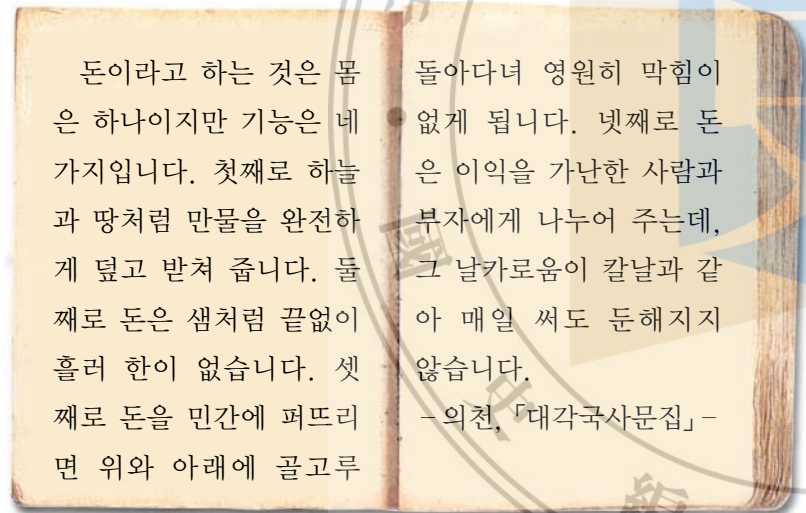 돈이라고 하는 것은 몸
은 하나이지만 기능은 네
가지입니다. 첫째로 하늘
과 땅처럼 만물을 완전하
게 덮고 받쳐 줍니다. 둘
째로 돈은 샘처럼 끝없이
흘러 한이 없습니다. 셋
째로 돈을 민간에 퍼뜨리
면 위와 아래에 골고루
돌아다녀 영원히 막힘이
없게 됩니다. 넷째로 돈
은 이익을 가난한 사람과
부자에게 나누어 주는데,
그 날카로움이 칼날과 같
아 매일 써도 둔해지지
않습니다.
-의천, 「대각국사문집」-
國
史
編